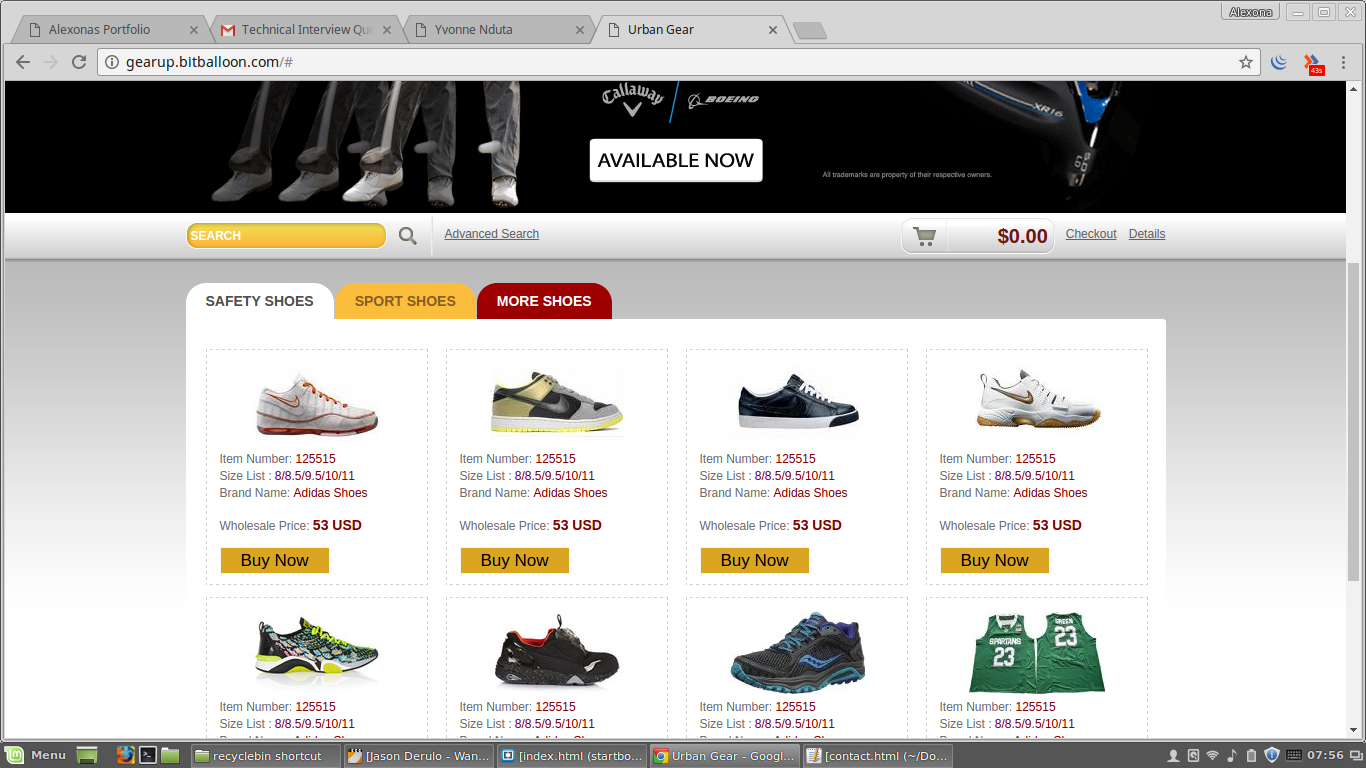 Alexona
Alexonas Portfolio
Technical Interview Que
Yvonne Nduta
Urban Gear
gearup.bitballoon.com/#
43s
Callaway
BOEING
XR16
AVAILABLE NOW
All trademarks are property of their respective owners.
SEARCH
Advanced Search
$0.00
Checkout
Details
SAFETY SHOES
SPORT SHOES
MORE SHOES
Item Number: 125515
Size List : 8/8.5/9.5/10/11
Brand Name: Adidas Shoes
Wholesale Price: 53 USD
Buy Now
Item Number: 125515
Size List : 8/8.5/9.5/10/11
Brand Name: Adidas Shoes
Wholesale Price: 53 USD
Buy Now
Item Number: 125515
Size List : 8/8.5/9.5/10/11
Brand Name: Adidas Shoes
Wholesale Price: 53 USD
Buy Now
Item Number: 125515
Size List : 8/8.5/9.5/10/11
Brand Name: Adidas Shoes
Wholesale Price: 53 USD
Buy Now
Item Number: 125515
Size List : 8/8.5/9.5/10/11
Item Number: 125515
Size List : 8/8.5/9.5/10/11
Item Number: 125515
Size List : 8/8.5/9.5/10/11
SPARTANS
23
GREEN
23
Item Number: 125515
Size List : 8/8.5/9.5/10/11
Menu
recyclebin shortcut
[Jason Derulo - Wan...
[index.html (startbo...
Urban Gear - Googl...
[contact.html (~/Do...
07:56